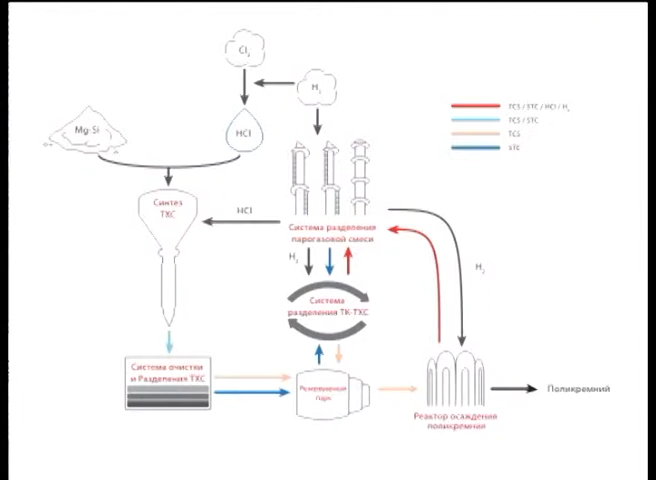 Cl₂
H₂
TCS / STC / HCl / H₂
TCS / STC
TCS
STC
Mg-Si
HCl
Синтез
ТХС
HCl
Система разделения
парогазовой смеси
H₂
H₂
Система
разделения ТК-ТХС
Система очистки
и Разделения ТХС
Резервуарный
парк
Поликремний
Реактор осаждения
поликремния